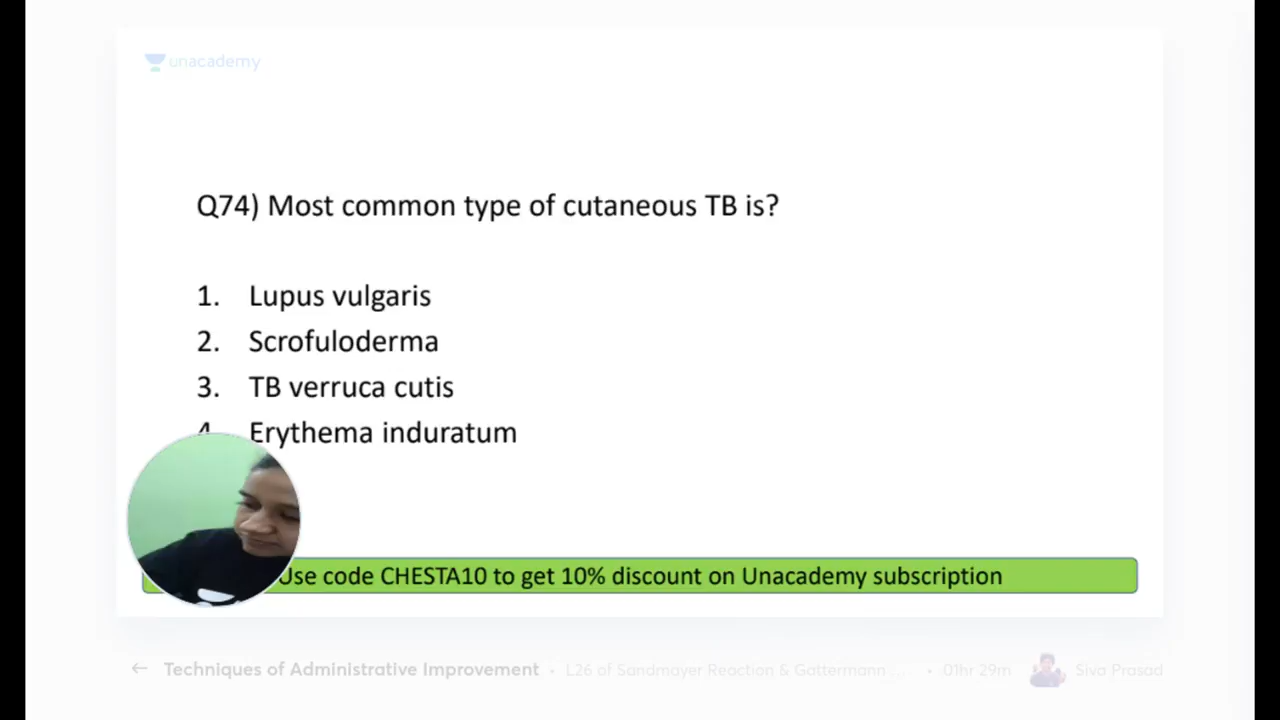 unacademy
Q74) Most common type of cutaneous TB is?
1. Lupus vulgaris
2. Scrofuloderma
3. TB verruca cutis
4. Erythema induratum
Use code CHESTA10 to get 10% discount on Unacademy subscription
← Techniques of Administrative Improvement • L26 of Sandmayer Reaction & Gattermann ... • 01hr 29m Siva Prasad